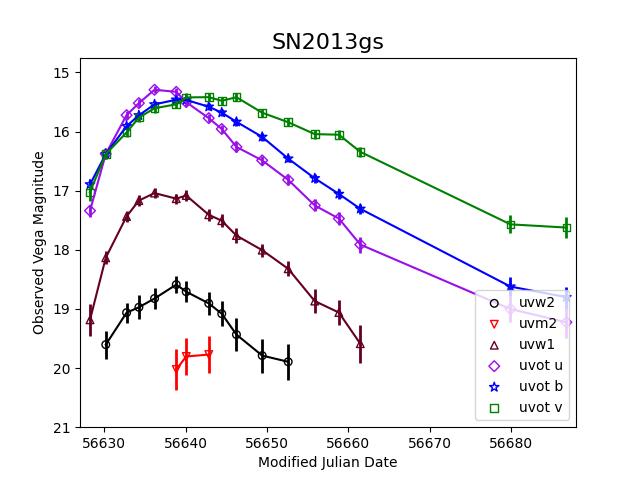 SN2013gs
Observed Vega Magnitude
15
16
17
18
19
20
21
56630
56640
56650
56660
56670
56680
Modified Julian Date
uvw2
uvm2
uvw1
uvot u
uvot b
uvot v